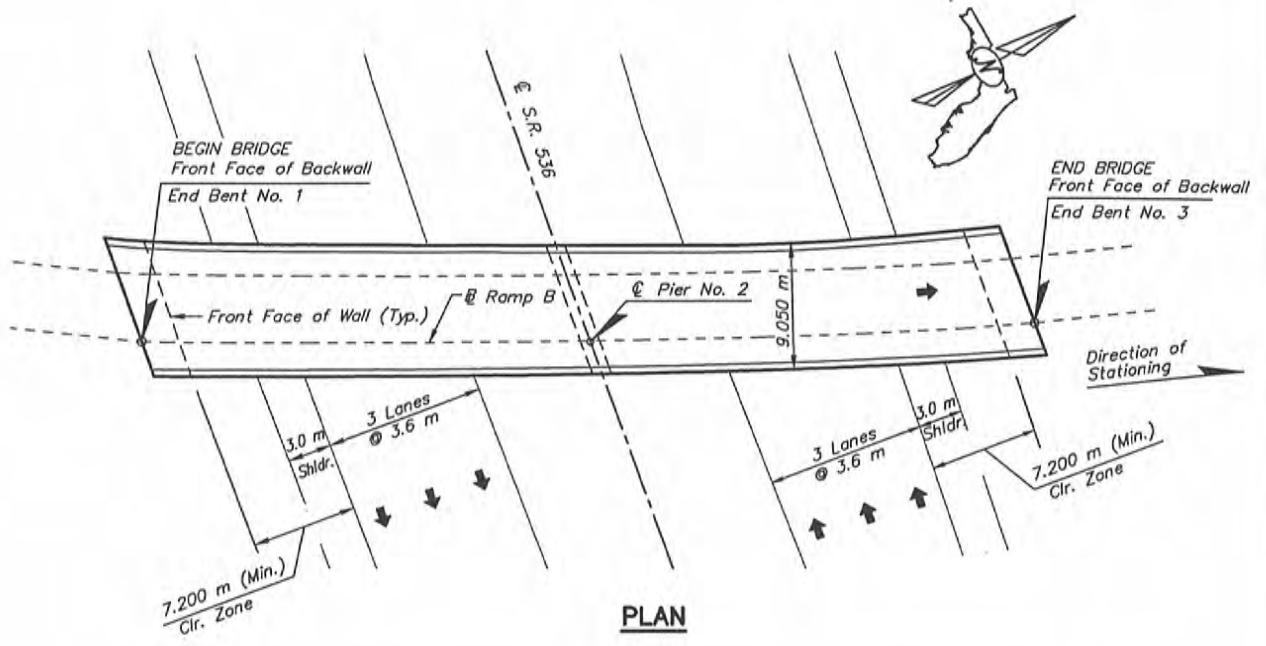 N
℄ S.R. 536
BEGIN BRIDGE
Front Face of Backwall
End Bent No. 1
END BRIDGE
Front Face of Backwall
End Bent No. 3
Front Face of Wall (Typ.)
℄ Pier No. 2
Ramp B
9.050 m
Direction of
Stationing
3.0 m
Shldr.
3 Lanes
@ 3.6 m
3 Lanes
@ 3.6 m
3.0 m
Shldr.
7.200 m (Min.)
Clr. Zone
7.200 m (Min.)
Clr. Zone
PLAN